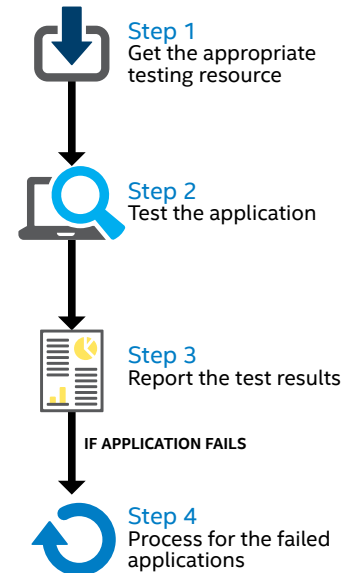 Step 1
Get the appropriate
testing resource
Step 2
Test the application
Step 3
Report the test results
IF APPLICATION FAILS
Step 4
Process for the failed
applications